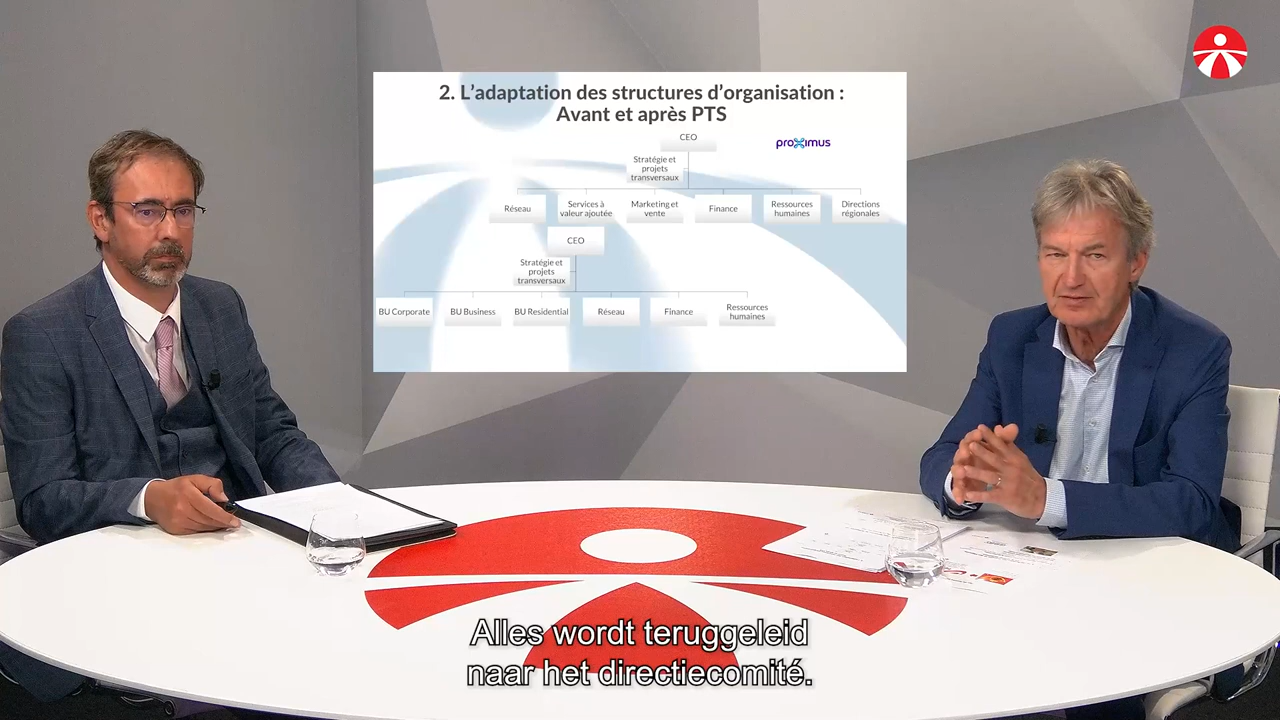 2. L’adaptation des structures d’organisation :
Avant et après PTS
CEO
proximus
Stratégie et
projets
transversaux
Réseau
Services à
valeur ajoutée
Marketing et
vente
Finance
Ressources
humaines
Directions
régionales
CEO
Stratégie et
projets
transversaux
BU Corporate
BU Business
BU Residential
Réseau
Finance
Ressources
humaines
Alles wordt teruggeleid
naar het directiecomité.